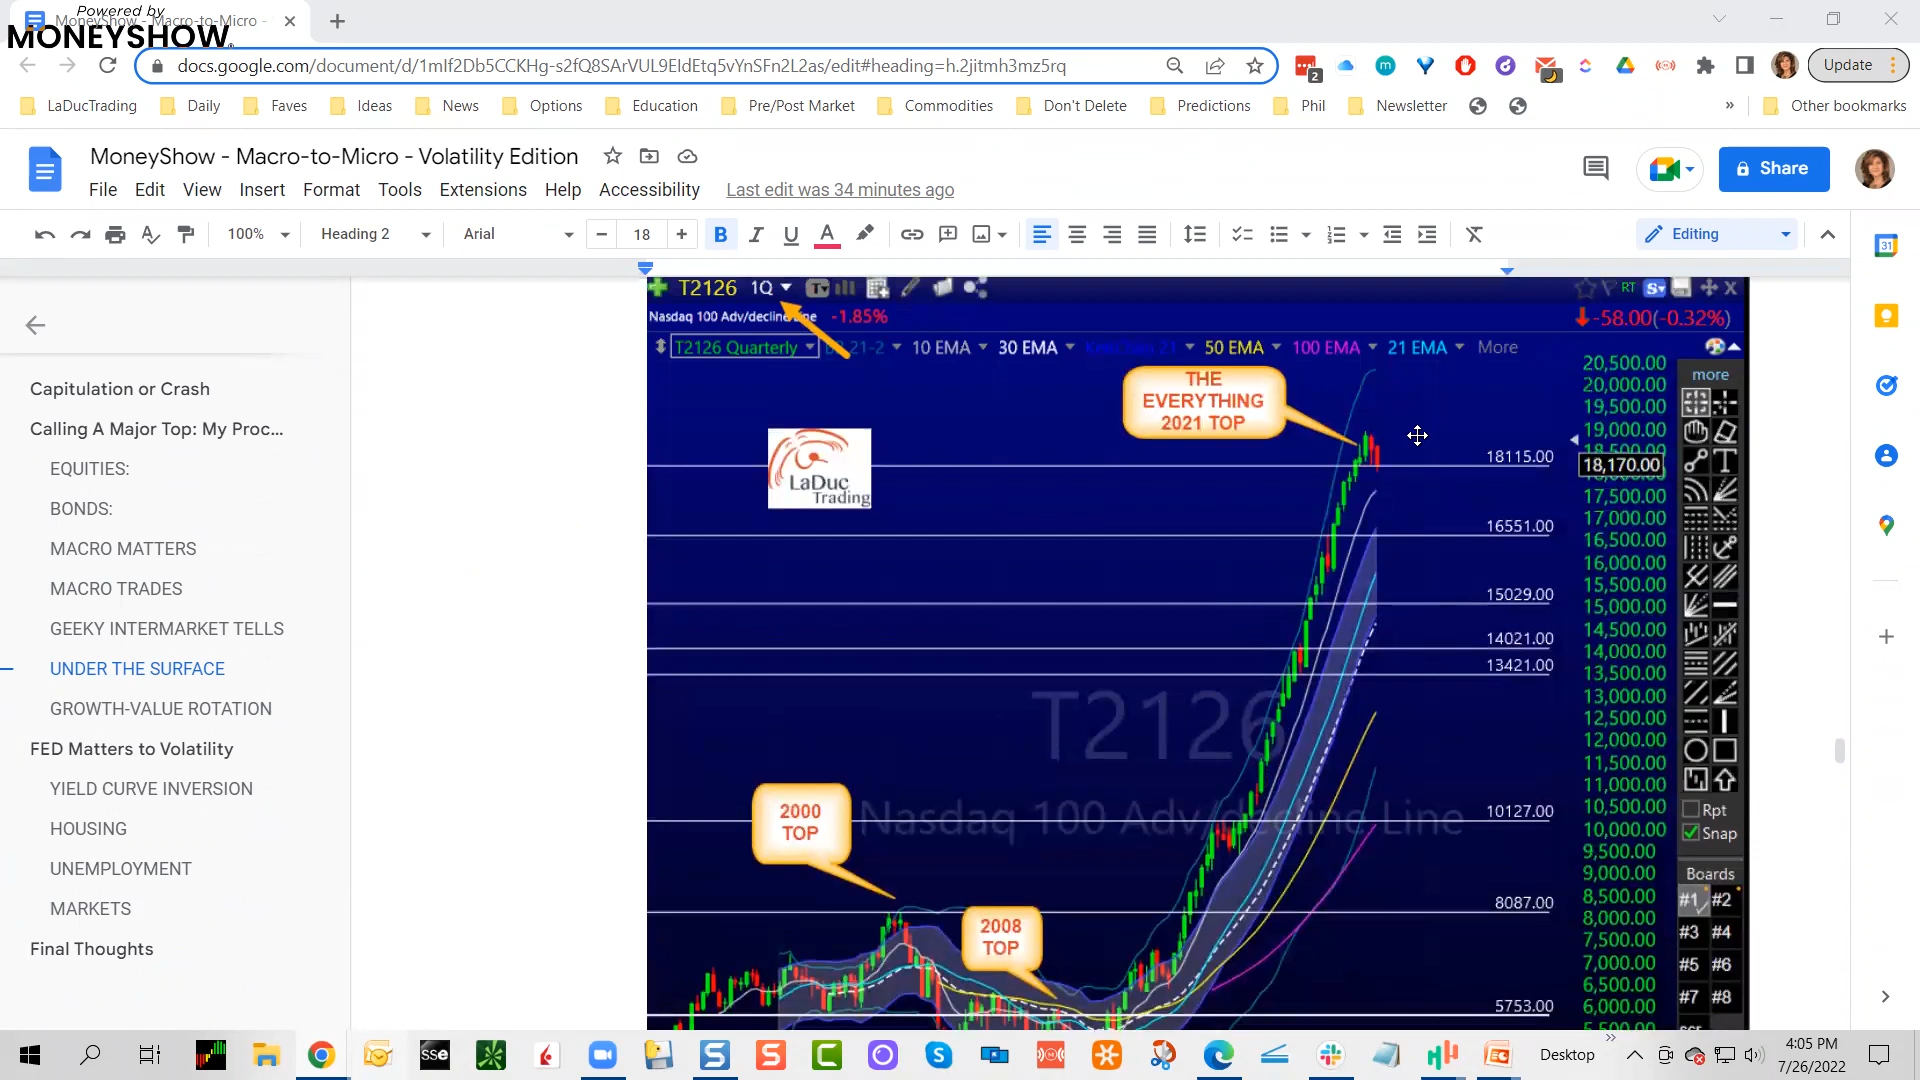 Powered by
MONEYSHOW
MoneyShow - Macro-to-Micro -
docs.google.com/document/d/1mIf2Db5CCKHg-s2fQ8SArVUL9EIdEtq5vYnSFn2L2as/edit#heading=h.2jitmh3mz5rq
2
Update
LaDucTrading
Daily
Faves
Ideas
News
Options
Education
Pre/Post Market
Commodities
Don't Delete
Predictions
Phil
Newsletter
»
Other bookmarks
MoneyShow - Macro-to-Micro - Volatility Edition
File Edit View Insert Format Tools Extensions Help Accessibility
Last edit was 34 minutes ago
Share
100%
Heading 2
Arial
18
B
Editing
31
T2126 1Q
RT
Nasdaq 100 Adv/decline Line -1.85%
-58.00(-0.32%)
T2126 Quarterly
10 EMA
30 EMA
50 EMA
100 EMA
21 EMA
More
Capitulation or Crash
Calling A Major Top: My Proc...
EQUITIES:
BONDS:
MACRO MATTERS
MACRO TRADES
GEEKY INTERMARKET TELLS
UNDER THE SURFACE
GROWTH-VALUE ROTATION
FED Matters to Volatility
YIELD CURVE INVERSION
HOUSING
UNEMPLOYMENT
MARKETS
Final Thoughts
THE
EVERYTHING
2021 TOP
LaDuc
Trading
2000
TOP
2008
TOP
T2126
Nasdaq 100 Adv/decline Line
18115.00
16551.00
15029.00
14021.00
13421.00
10127.00
8087.00
5753.00
20,500.00
20,000.00
19,500.00
19,000.00
18,170.00
17,500.00
17,000.00
16,500.00
16,000.00
15,500.00
15,000.00
14,500.00
14,000.00
13,500.00
13,000.00
12,500.00
12,000.00
11,500.00
11,000.00
10,500.00
10,000.00
9,500.00
9,000.00
8,500.00
8,000.00
7,500.00
7,000.00
6,500.00
6,000.00
more
Rpt
Snap
Boards
#1 #2
#3 #4
#5 #6
#7 #8
Desktop
4:05 PM
7/26/2022